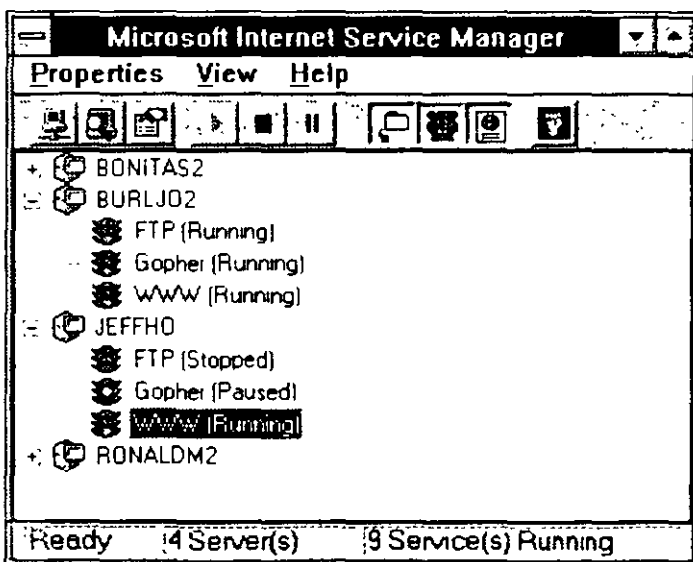 Microsoft Internet Service Manager
Properties View Help
BONITAS2
BURLJO2
FTP (Running)
Gopher (Running)
WWW (Running)
JEFFHO
FTP (Stopped)
Gopher (Paused)
WWW (Running)
RONALDM2
Ready 4 Server(s) 9 Service(s) Running